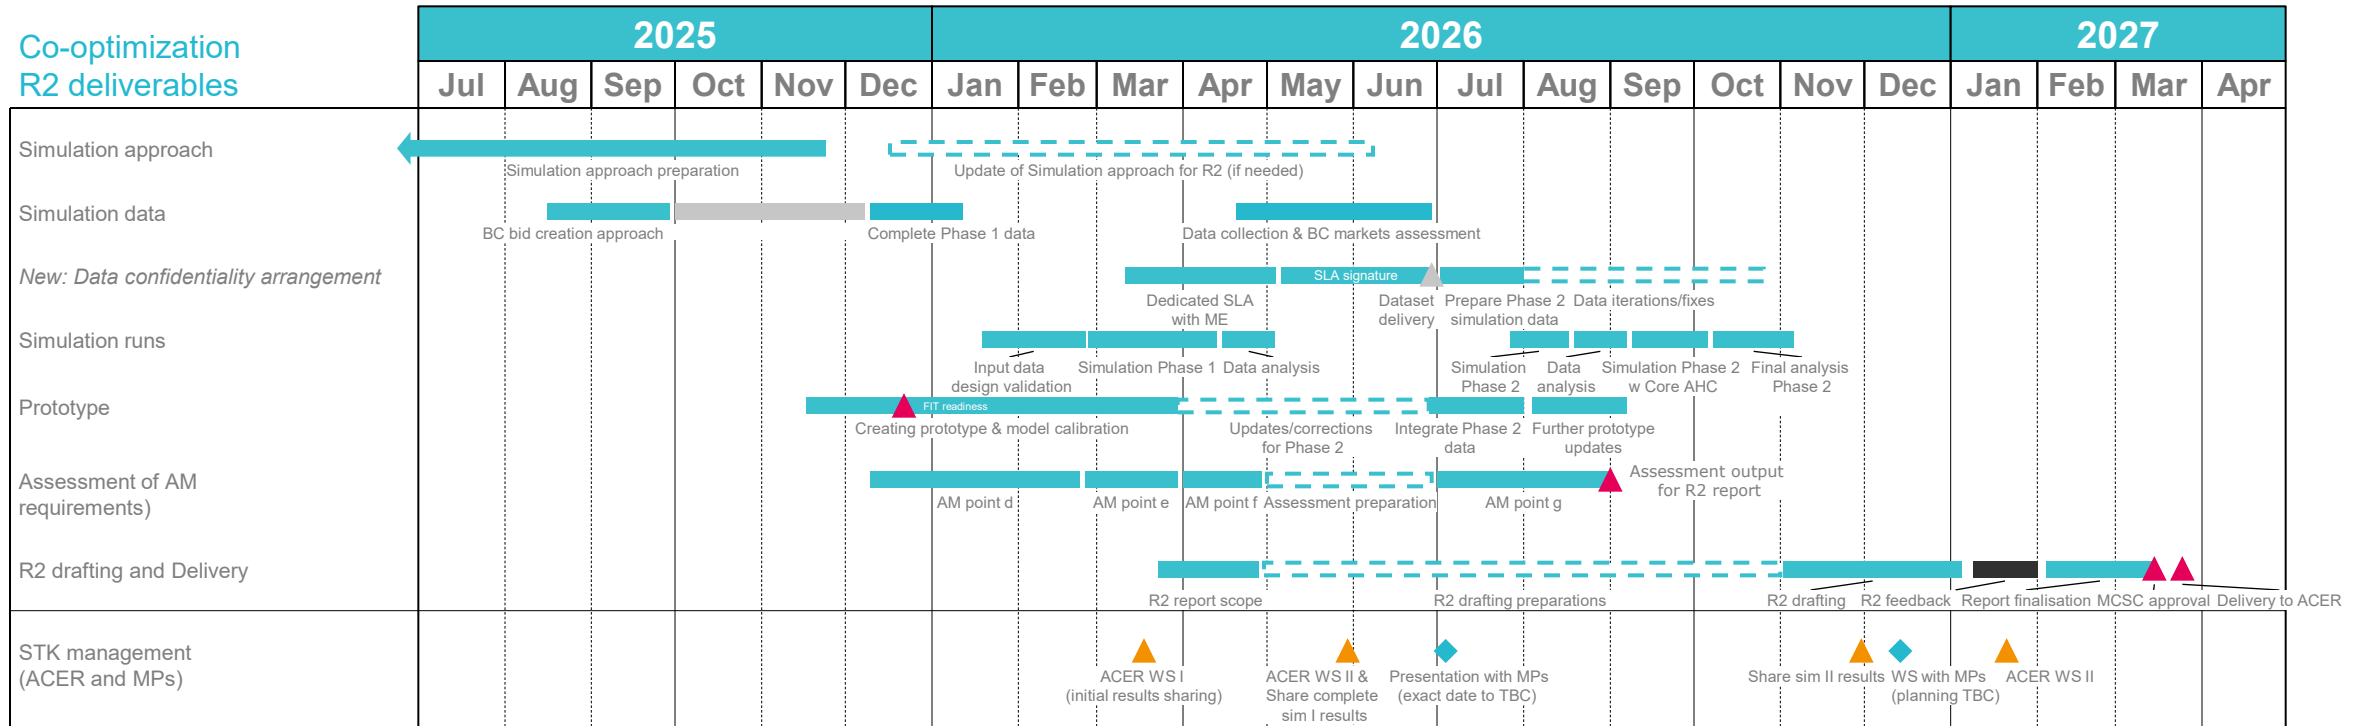 Co-optimization
R2 deliverables
2025
2026
2027
Jul
Aug
Sep
Oct
Nov
Dec
Jan
Feb
Mar
Apr
May
Jun
Jul
Aug
Sep
Oct
Nov
Dec
Jan
Feb
Mar
Apr
Simulation approach
Simulation approach preparation
Update of Simulation approach for R2 (if needed)
Simulation data
BC bid creation approach
Complete Phase 1 data
Data collection & BC markets assessment
New: Data confidentiality arrangement
SLA signature
Dedicated SLA
with ME
Dataset
delivery
Prepare Phase 2
simulation data
Data iterations/fixes
Simulation runs
Input data
design validation
Simulation Phase 1
Data analysis
Simulation
Phase 2
Data
analysis
Simulation Phase 2
w Core AHC
Final analysis
Phase 2
Prototype
FIT readiness
Creating prototype & model calibration
Updates/corrections
for Phase 2
Integrate Phase 2
data
Further prototype
updates
Assessment of AM
requirements)
AM point d
AM point e
AM point f
Assessment preparation
AM point g
Assessment output
for R2 report
R2 drafting and Delivery
R2 report scope
R2 drafting preparations
R2 drafting
R2 feedback
Report finalisation
MCSC approval
Delivery to ACER
STK management
(ACER and MPs)
ACER WS I
(initial results sharing)
ACER WS II &
Share complete
sim I results
Presentation with MPs
(exact date to TBC)
Share sim II results
WS with MPs
(planning TBC)
ACER WS II